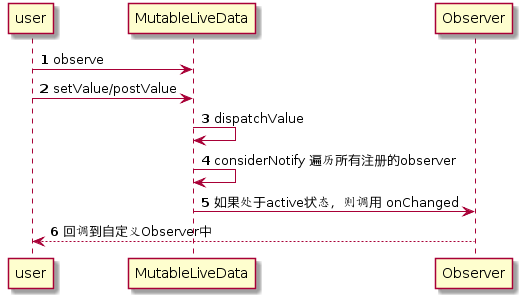 user MutableLiveData Observer
1 observe
2 setValue/postValue
3 dispatchValue
4 considerNotify 遍历所有注册的observer
5 如果处于active状态，则调用 onChanged
6 回调到自定义Observer中
user MutableLiveData Observer